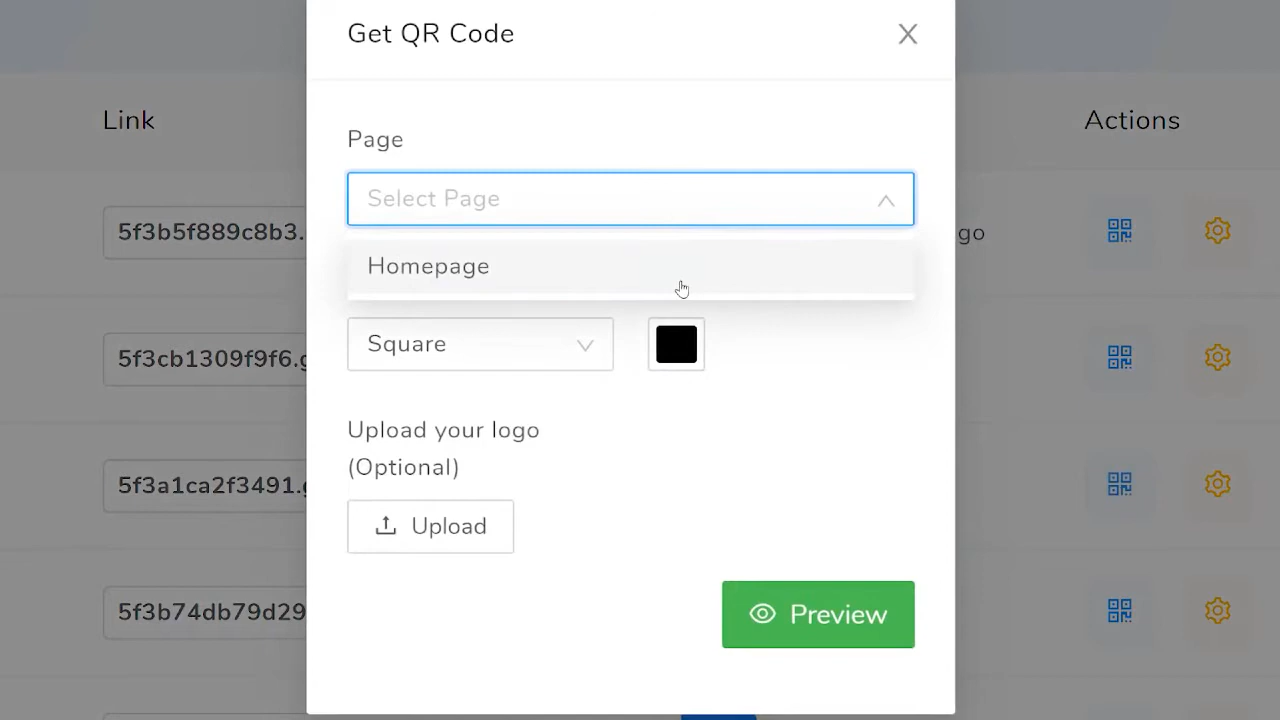 Get QR Code
Link
Actions
Page
Select Page
5f3b5f889c8b3.
go
Homepage
Square
5f3cb1309f9f6.g
Upload your logo
(Optional)
5f3a1ca2f3491.g
Upload
5f3b74db79d29
Preview